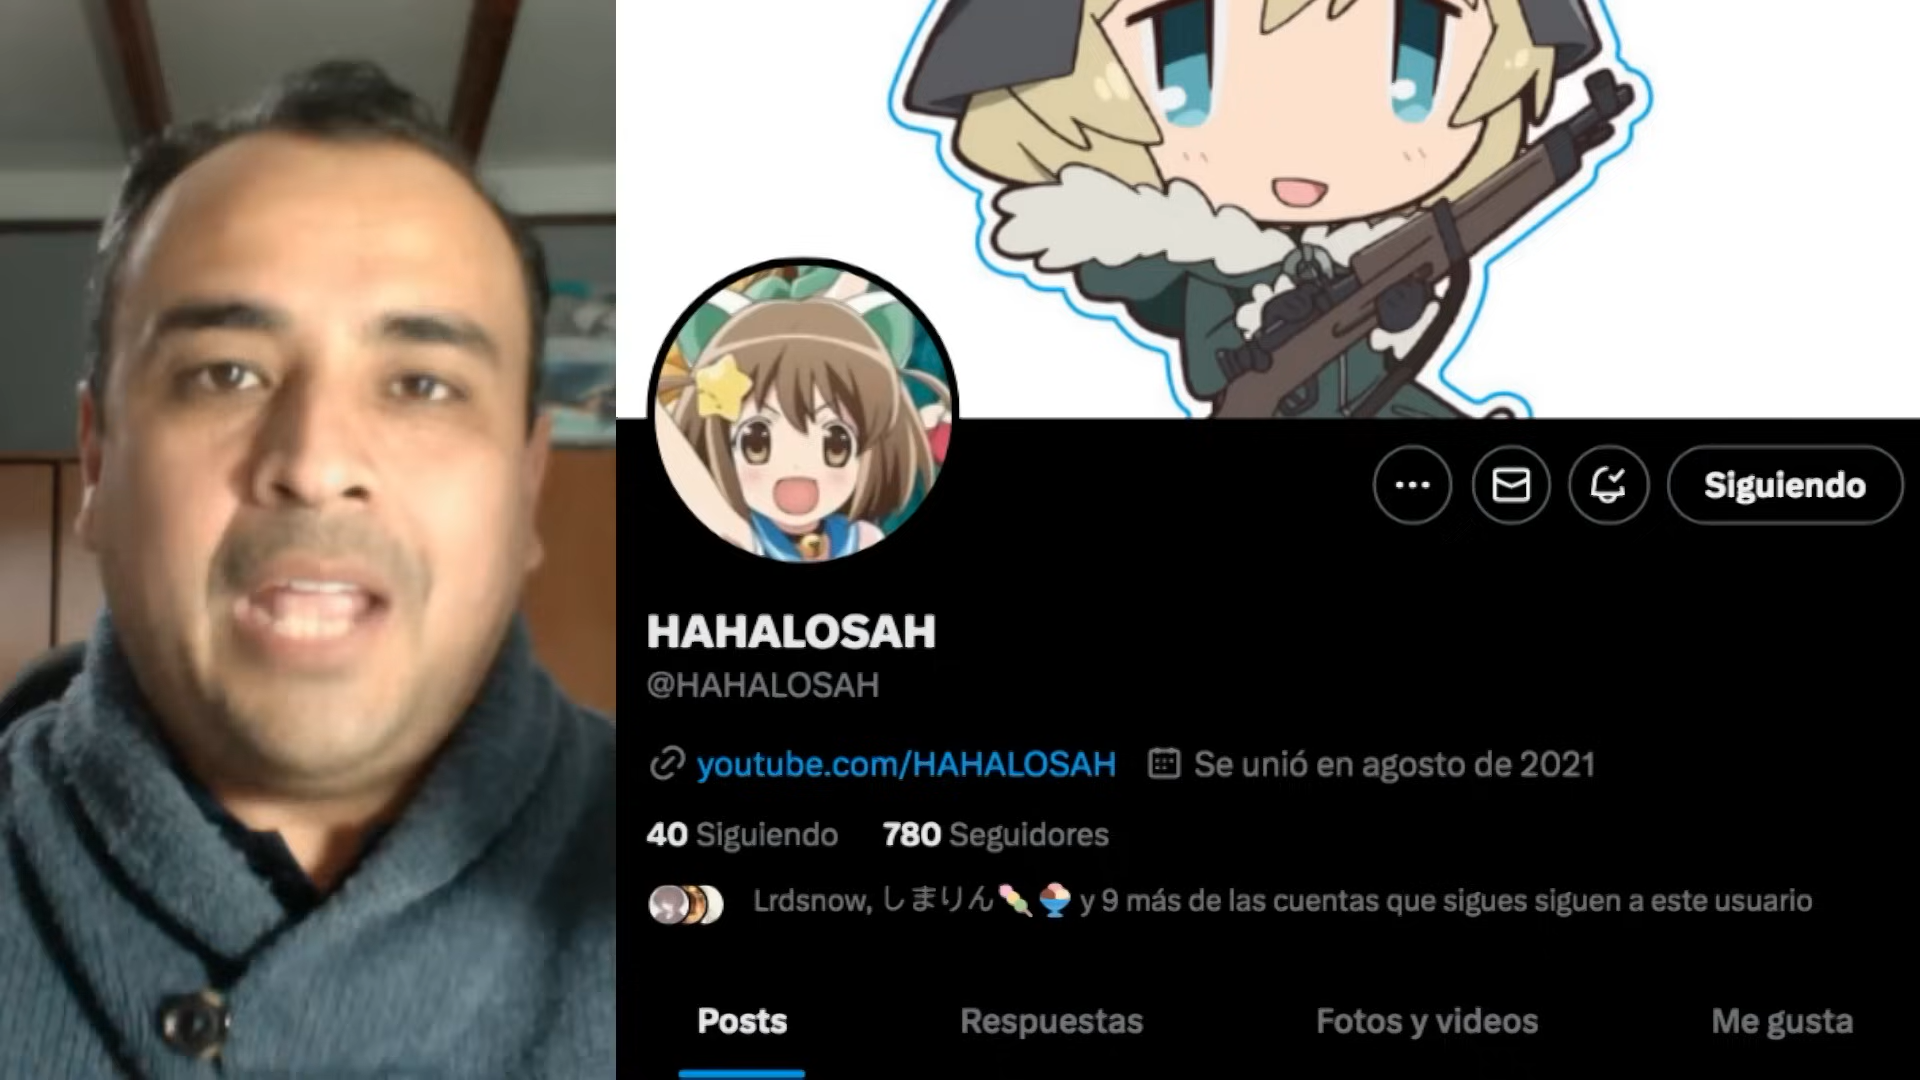 Siguiendo
HAHALOSAH
@HAHALOSAH
youtube.com/HAHALOSAH Se unió en agosto de 2021
40 Siguiendo 780 Seguidores
Lrdsnow, しまりん🍡🍨 y 9 más de las cuentas que sigues siguen a este usuario
Posts Respuestas Fotos y videos Me gusta